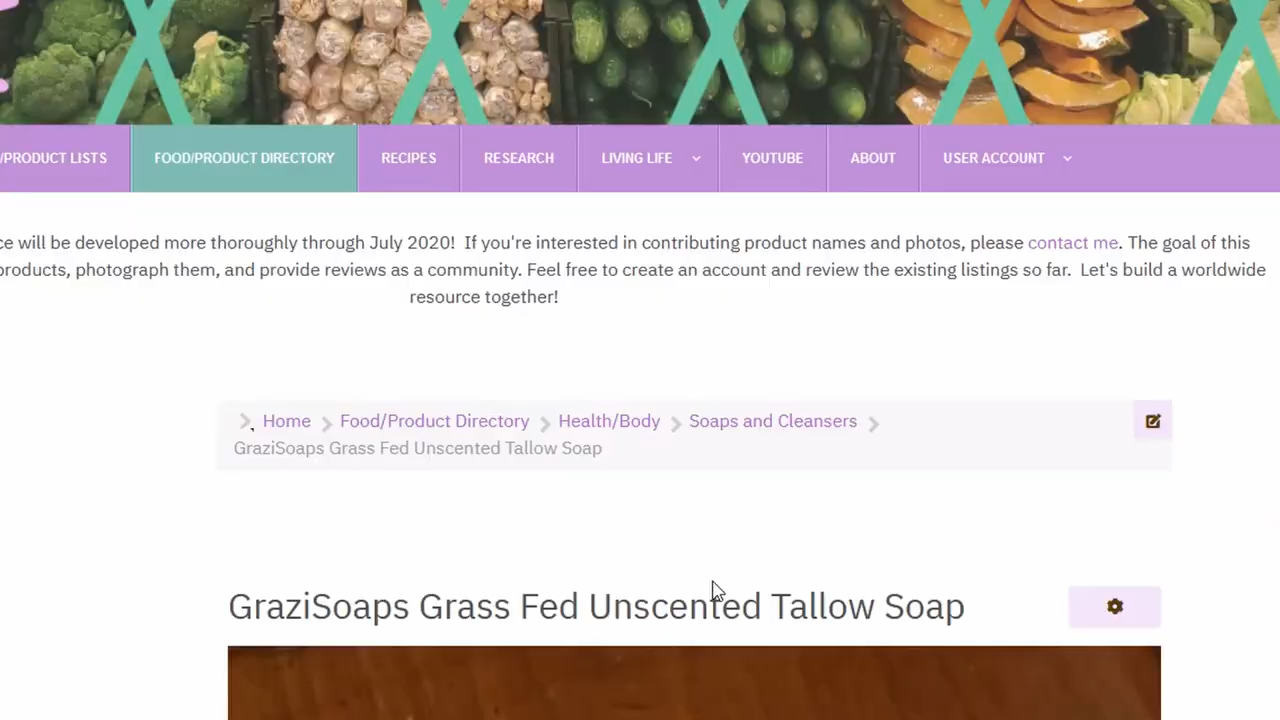 /PRODUCT LISTS FOOD/PRODUCT DIRECTORY RECIPES RESEARCH LIVING LIFE YOUTUBE ABOUT USER ACCOUNT
will be developed more thoroughly through July 2020! If you're interested in contributing product names and photos, please contact me. The goal of this
products, photograph them, and provide reviews as a community. Feel free to create an account and review the existing listings so far. Let's build a worldwide
resource together!
Home Food/Product Directory Health/Body Soaps and Cleansers
GraziSoaps Grass Fed Unscented Tallow Soap
GraziSoaps Grass Fed Unscented Tallow Soap